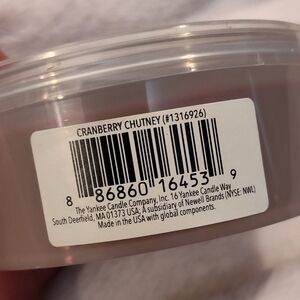 CRANBERRY CHUTNEY (#1316926)
8 86860 16453 9
The Yankee Candle Company, Inc. 16 Yankee Candle Way
South Deerfield, MA 01373 USA; A subsidiary of Newell Brands (NYSE: NWL)
Made in the USA with global components.